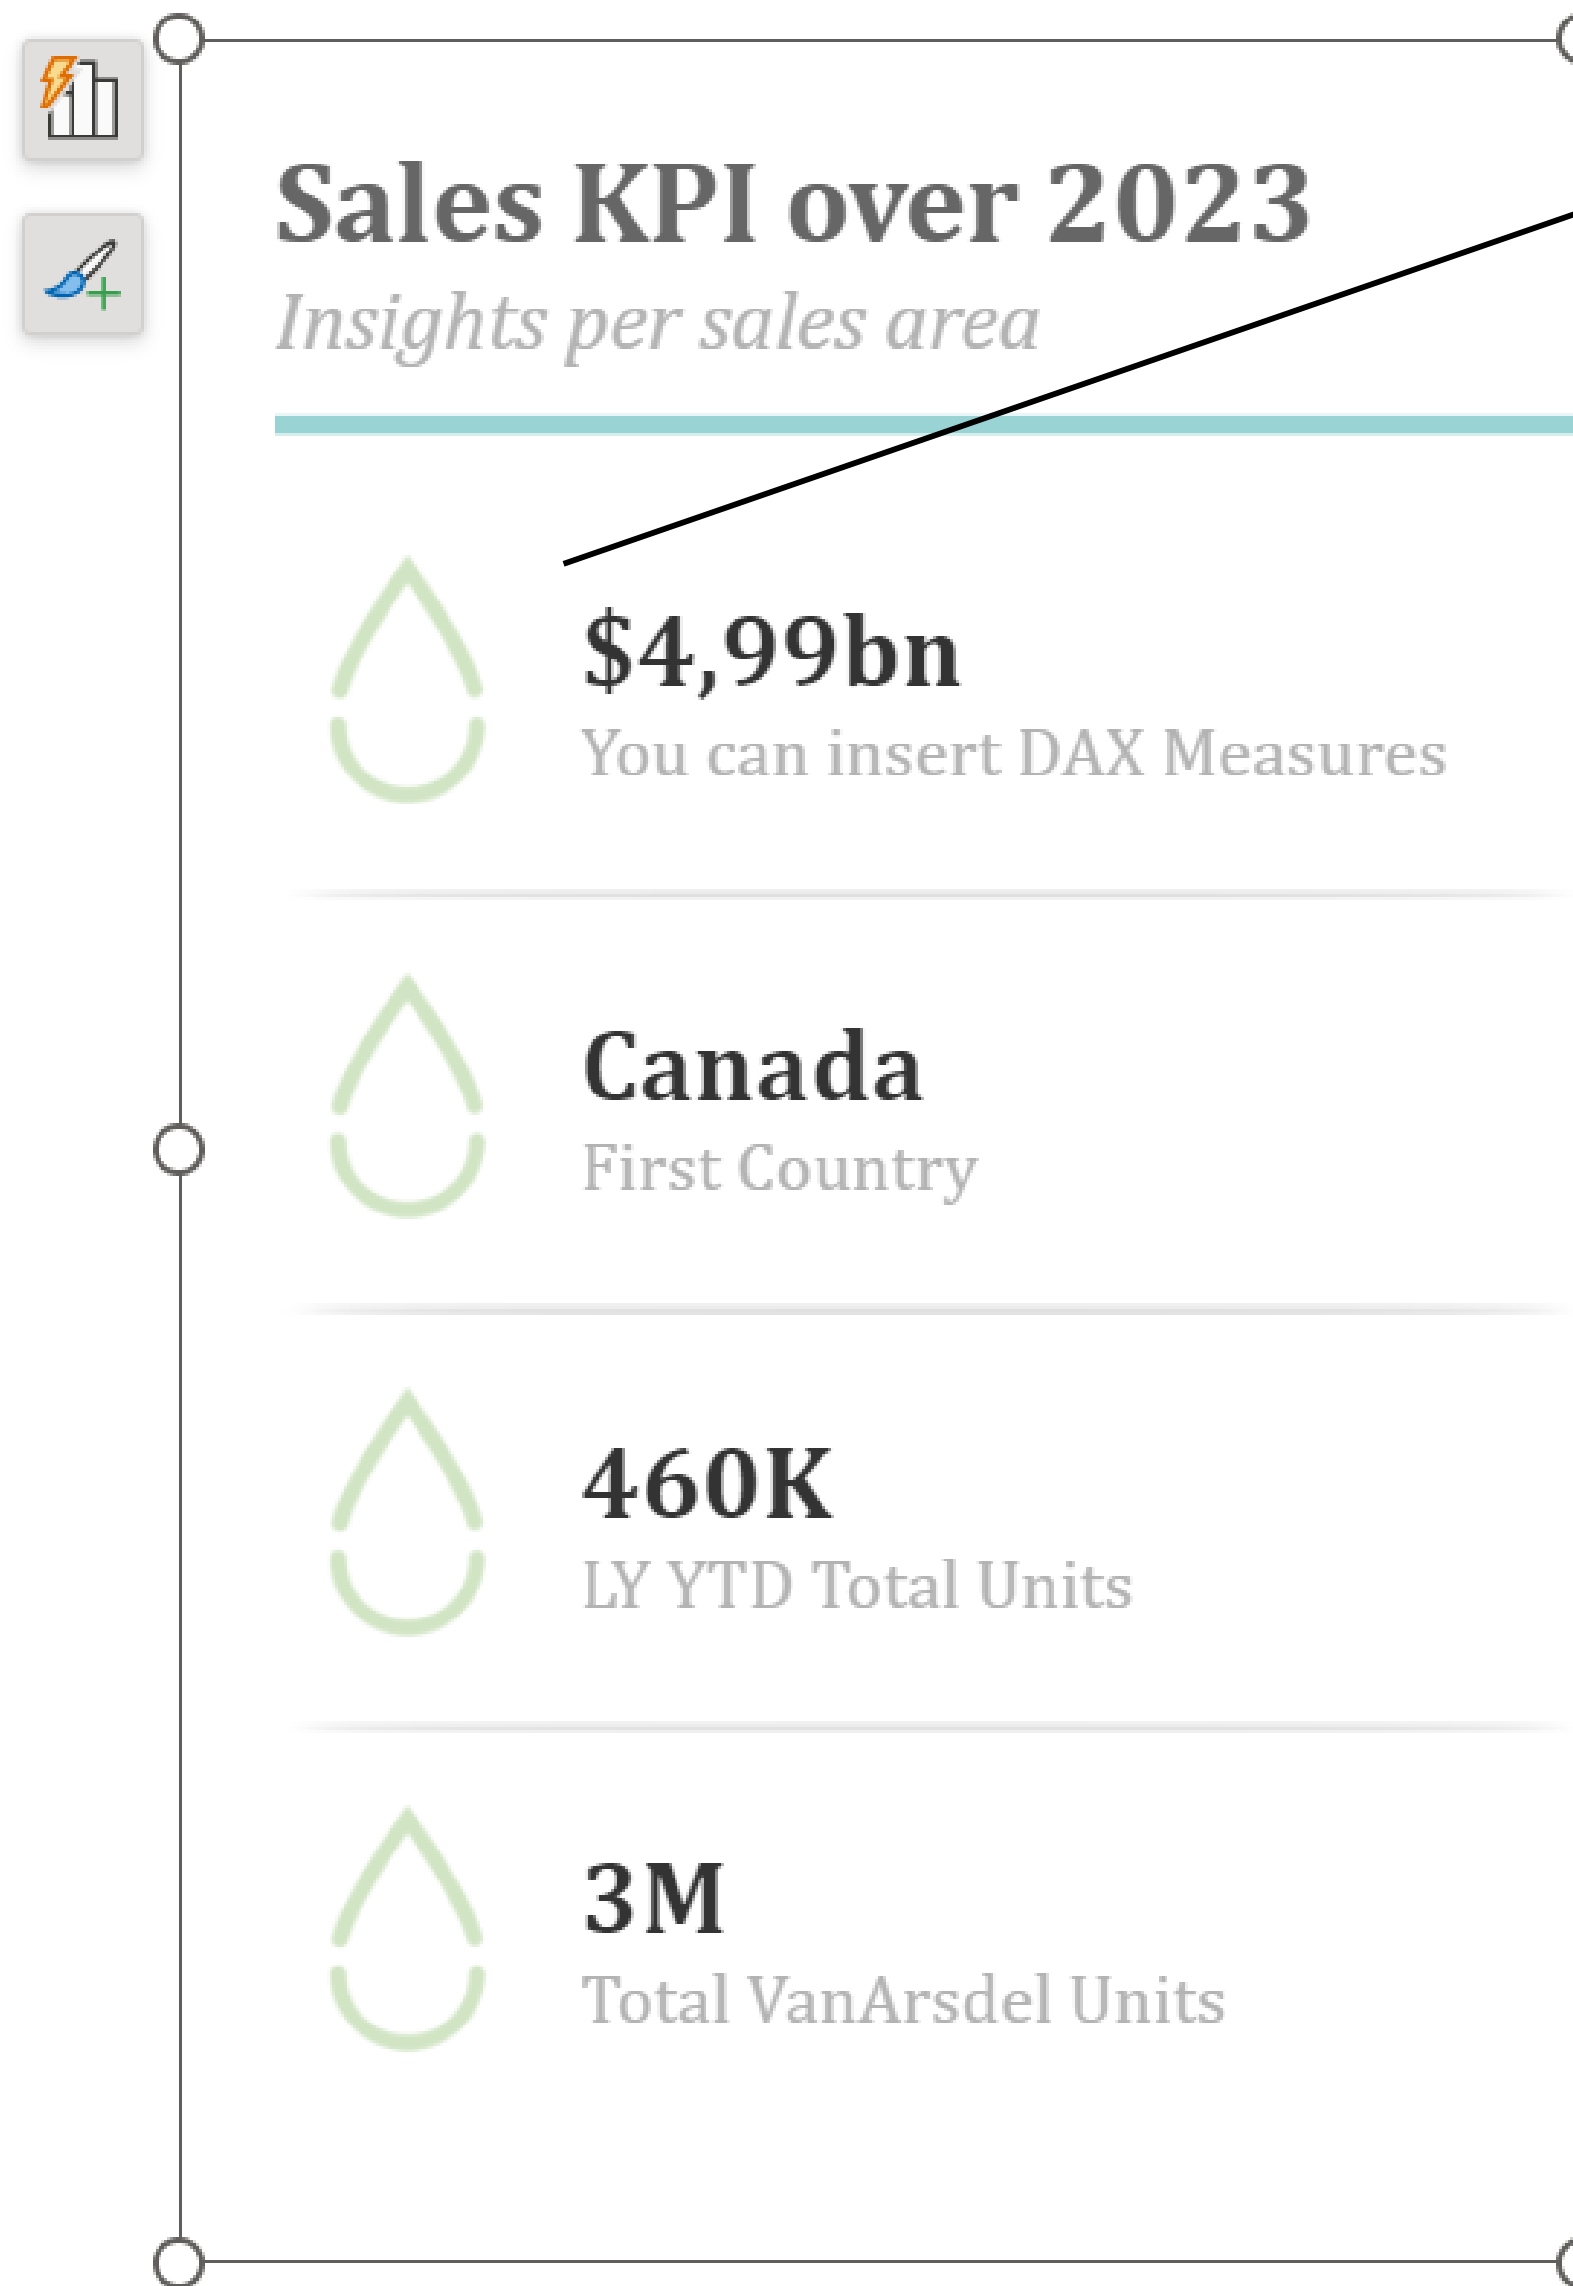 Sales KPI over 2023
Insights per sales area
$4,99bn
You can insert DAX Measures
Canada
First Country
460K
LY YTD Total Units
3M
Total VanArsdel Units